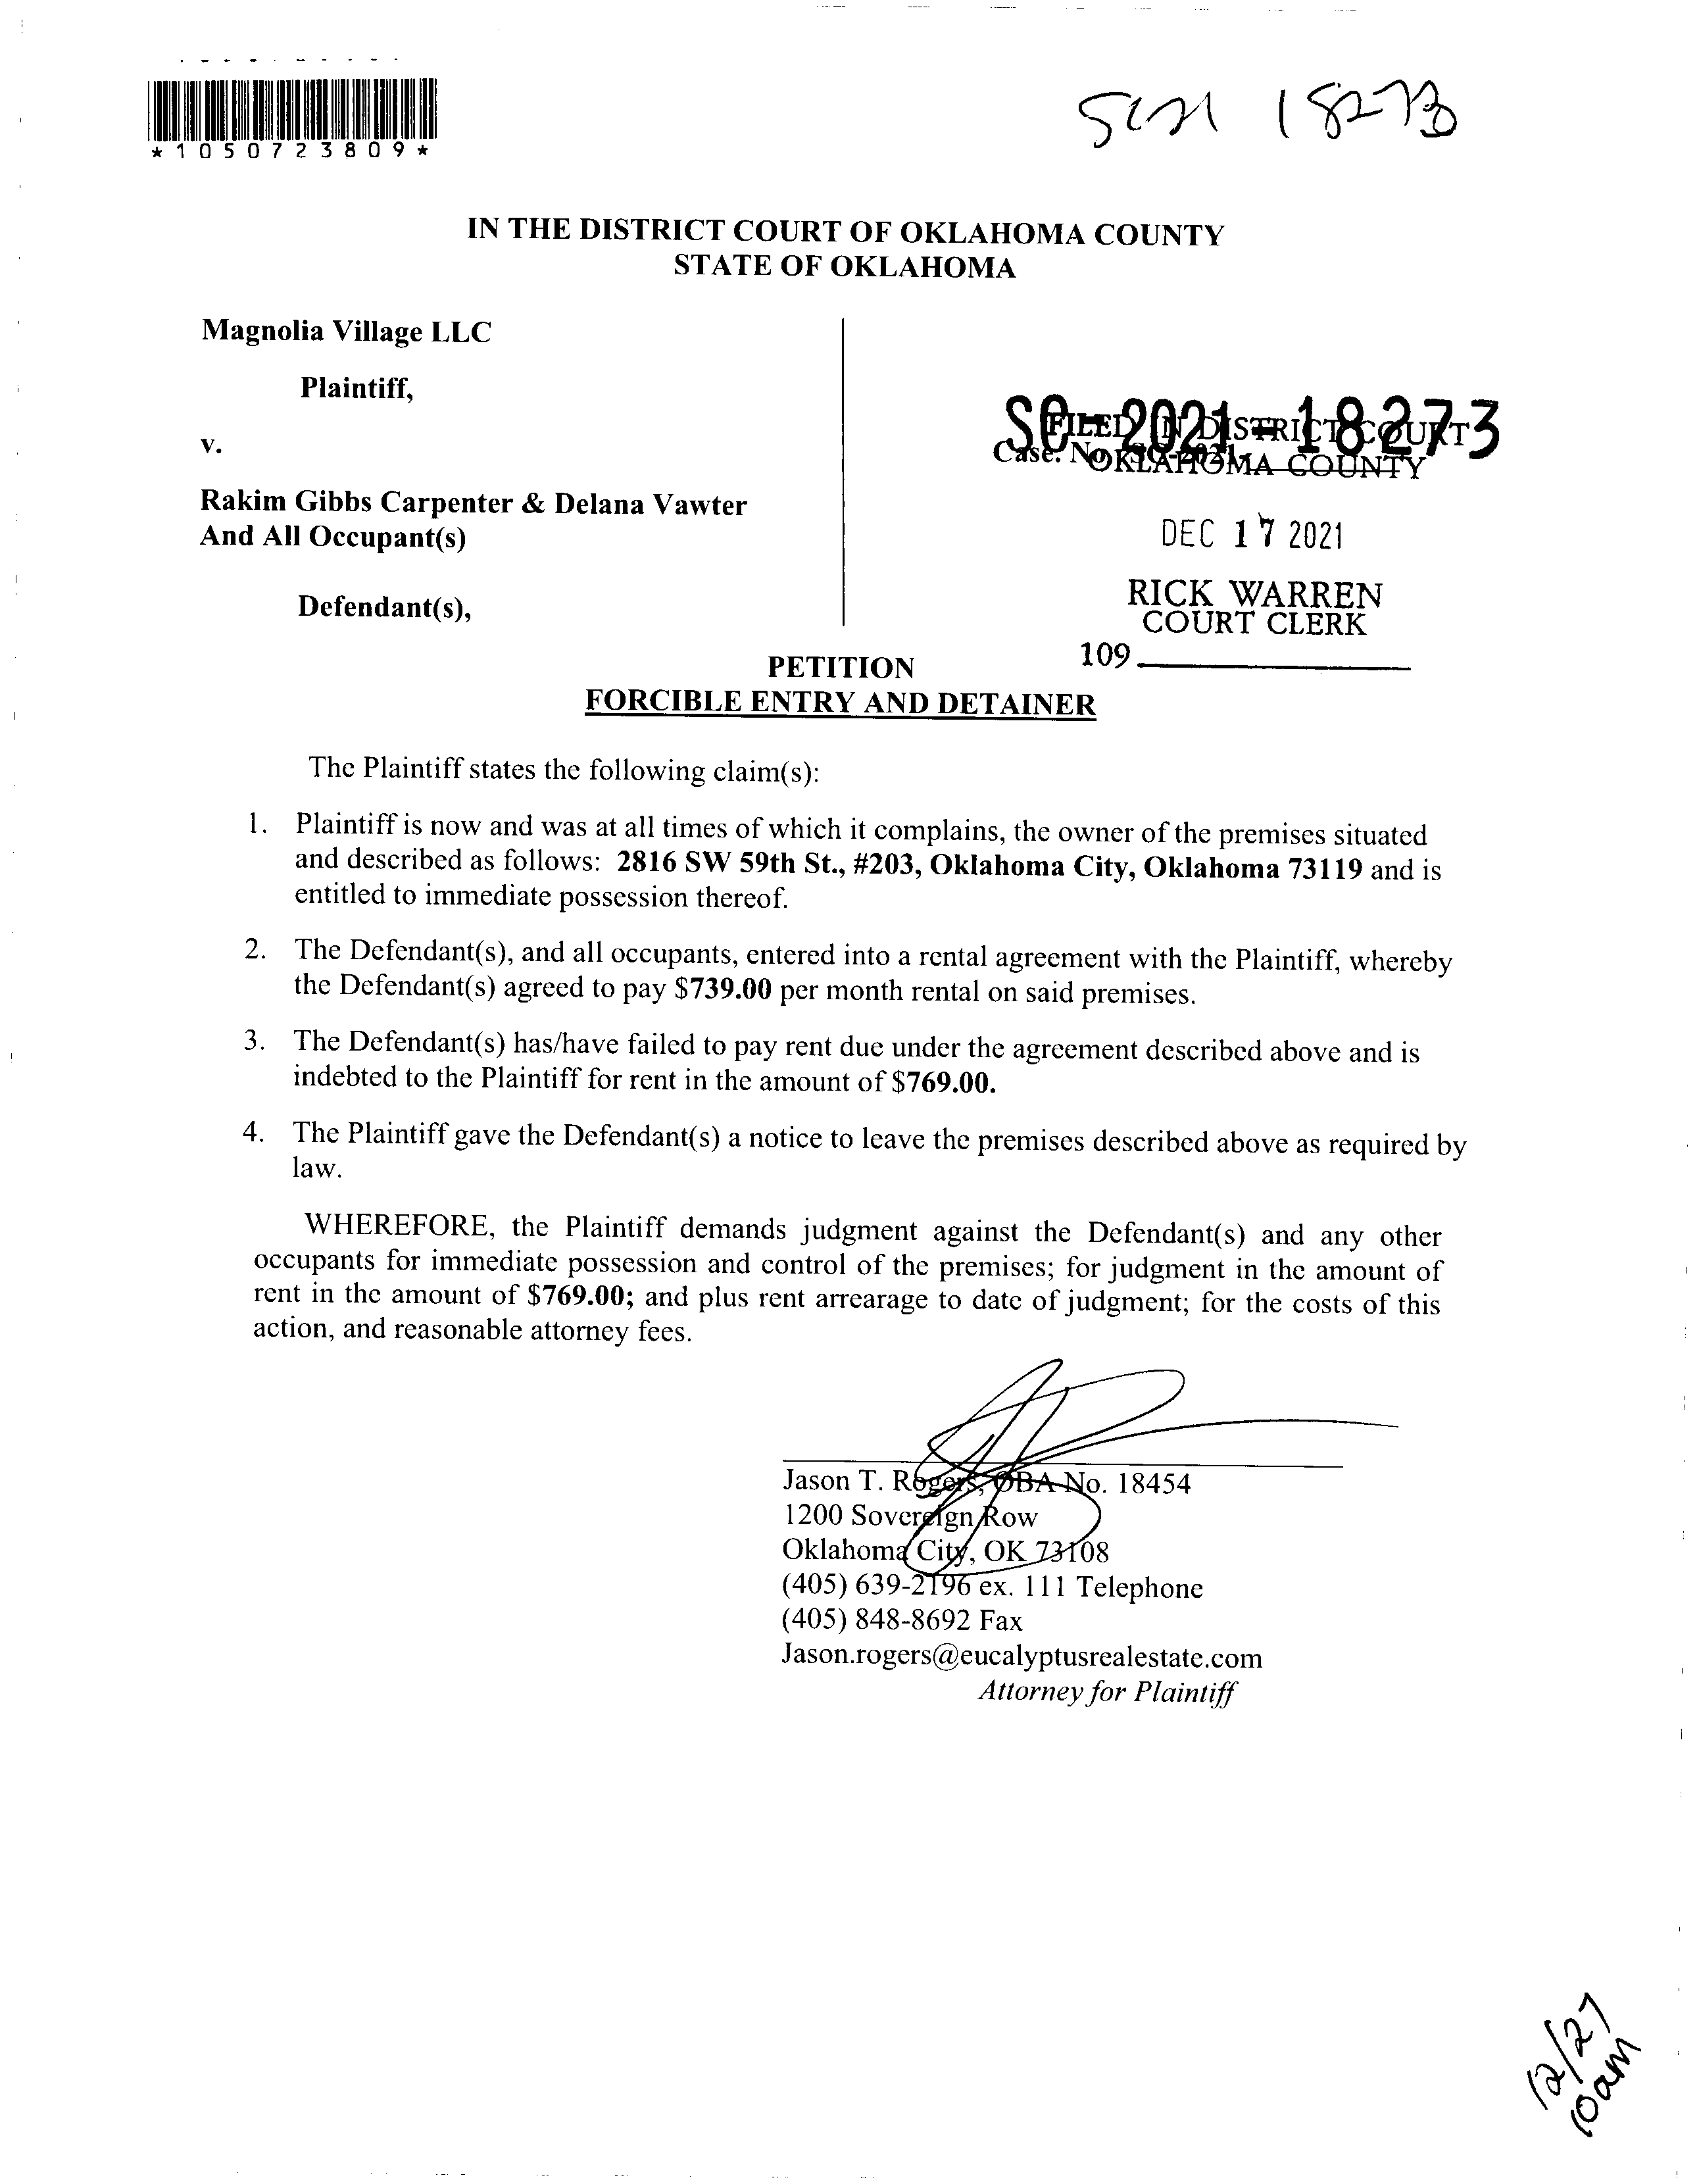 *1050723809*
SC21 18273
IN THE DISTRICT COURT OF OKLAHOMA COUNTY
STATE OF OKLAHOMA
Magnolia Village LLC
Plaintiff,
v.
Rakim Gibbs Carpenter & Delana Vawter
And All Occupant(s)
Defendant(s),
SC-2021-18273
FILED IN DISTRICT COURT
Case. No. SC-2021-
OKLAHOMA COUNTY
DEC 17 2021
RICK WARREN
COURT CLERK
109
PETITION
FORCIBLE ENTRY AND DETAINER
The Plaintiff states the following claim(s):
1. Plaintiff is now and was at all times of which it complains, the owner of the premises situated
and described as follows: 2816 SW 59th St., #203, Oklahoma City, Oklahoma 73119 and is
entitled to immediate possession thereof.
2. The Defendant(s), and all occupants, entered into a rental agreement with the Plaintiff, whereby
the Defendant(s) agreed to pay $739.00 per month rental on said premises.
3. The Defendant(s) has/have failed to pay rent due under the agreement described above and is
indebted to the Plaintiff for rent in the amount of $769.00.
4. The Plaintiff gave the Defendant(s) a notice to leave the premises described above as required by
law.
WHEREFORE, the Plaintiff demands judgment against the Defendant(s) and any other
occupants for immediate possession and control of the premises; for judgment in the amount of
rent in the amount of $769.00; and plus rent arrearage to date of judgment; for the costs of this
action, and reasonable attorney fees.
Jason T. Rogers, OBA No. 18454
1200 Sovereign Row
Oklahoma City, OK 73108
(405) 639-2196 ex. 111 Telephone
(405) 848-8692 Fax
Jason.rogers@eucalyptusrealestate.com
Attorney for Plaintiff
12/27
10am